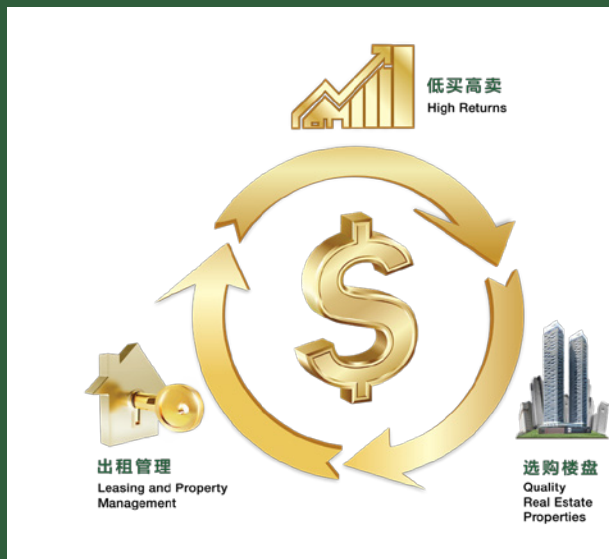 低买高卖
High Returns
出租管理
Leasing and Property
Management
选购楼盘
Quality
Real Estate
Properties